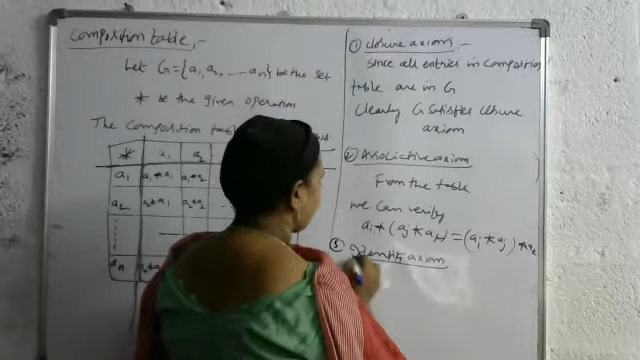 Composition table :-
Let G = {a₁, a₂, ..... aₙ} be the set
* be the given operation
The composition tab
* a₁ a₂
a₁ a₁*a₁ a₁*a₂
a₂ a₂*a₁ a₂*a₂
aₙ
① closure axiom :-
since all entries in composition
table are in G
clearly G satisfies closure
axiom
② Associative axiom
From the table
we can verify
aᵢ * (aⱼ * aₖ) = (aᵢ * aⱼ) * aₖ
③ Identity axiom